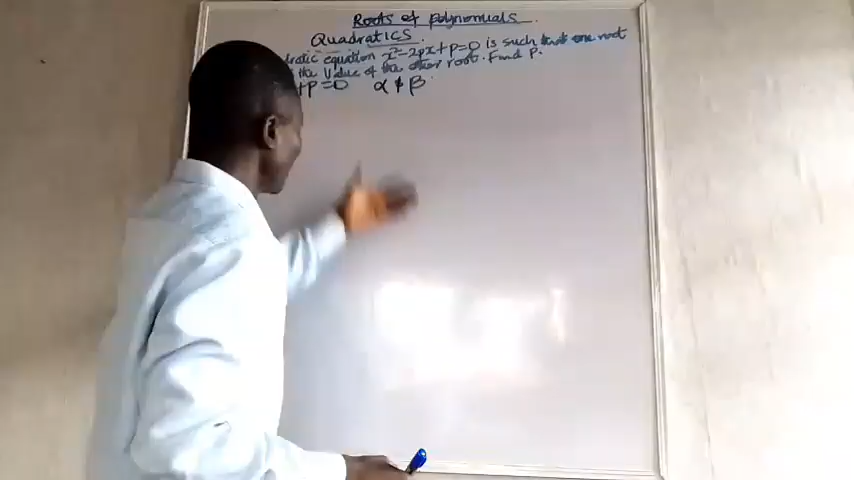 Roots of polynomials.
QUADRATICS.
dratic equation x²-2px+p=0 is such that one root
the value of the other root. Find p.
+p=0 α & β